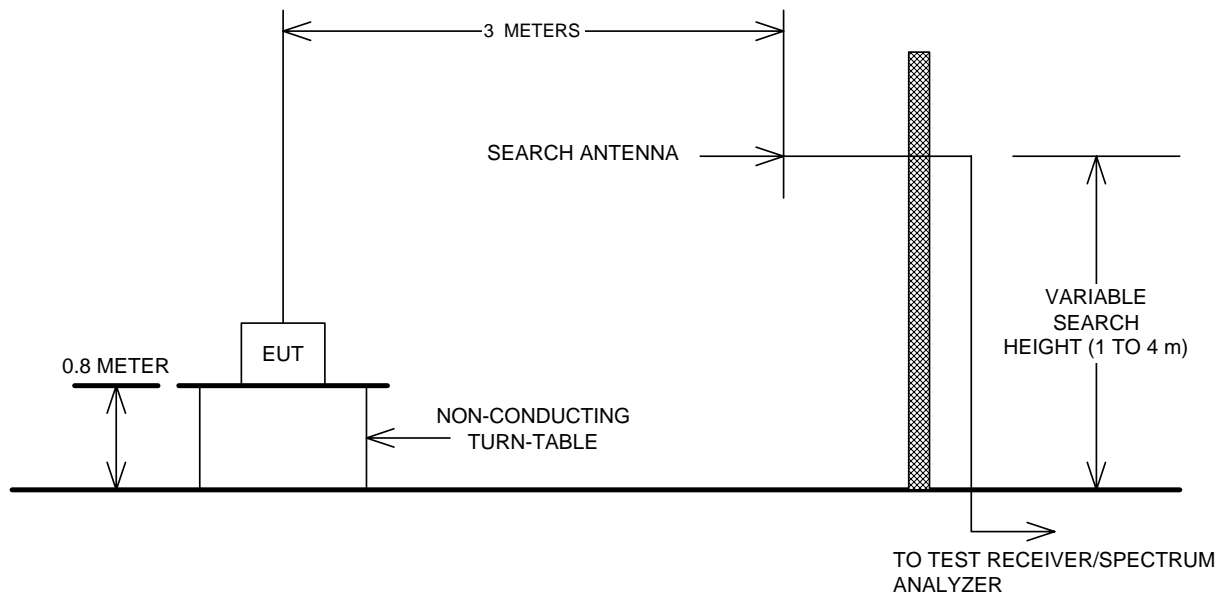 3 METERS
SEARCH ANTENNA
VARIABLE
SEARCH
HEIGHT (1 TO 4 m)
EUT
0.8 METER
NON-CONDUCTING
TURN-TABLE
TO TEST RECEIVER/SPECTRUM
ANALYZER